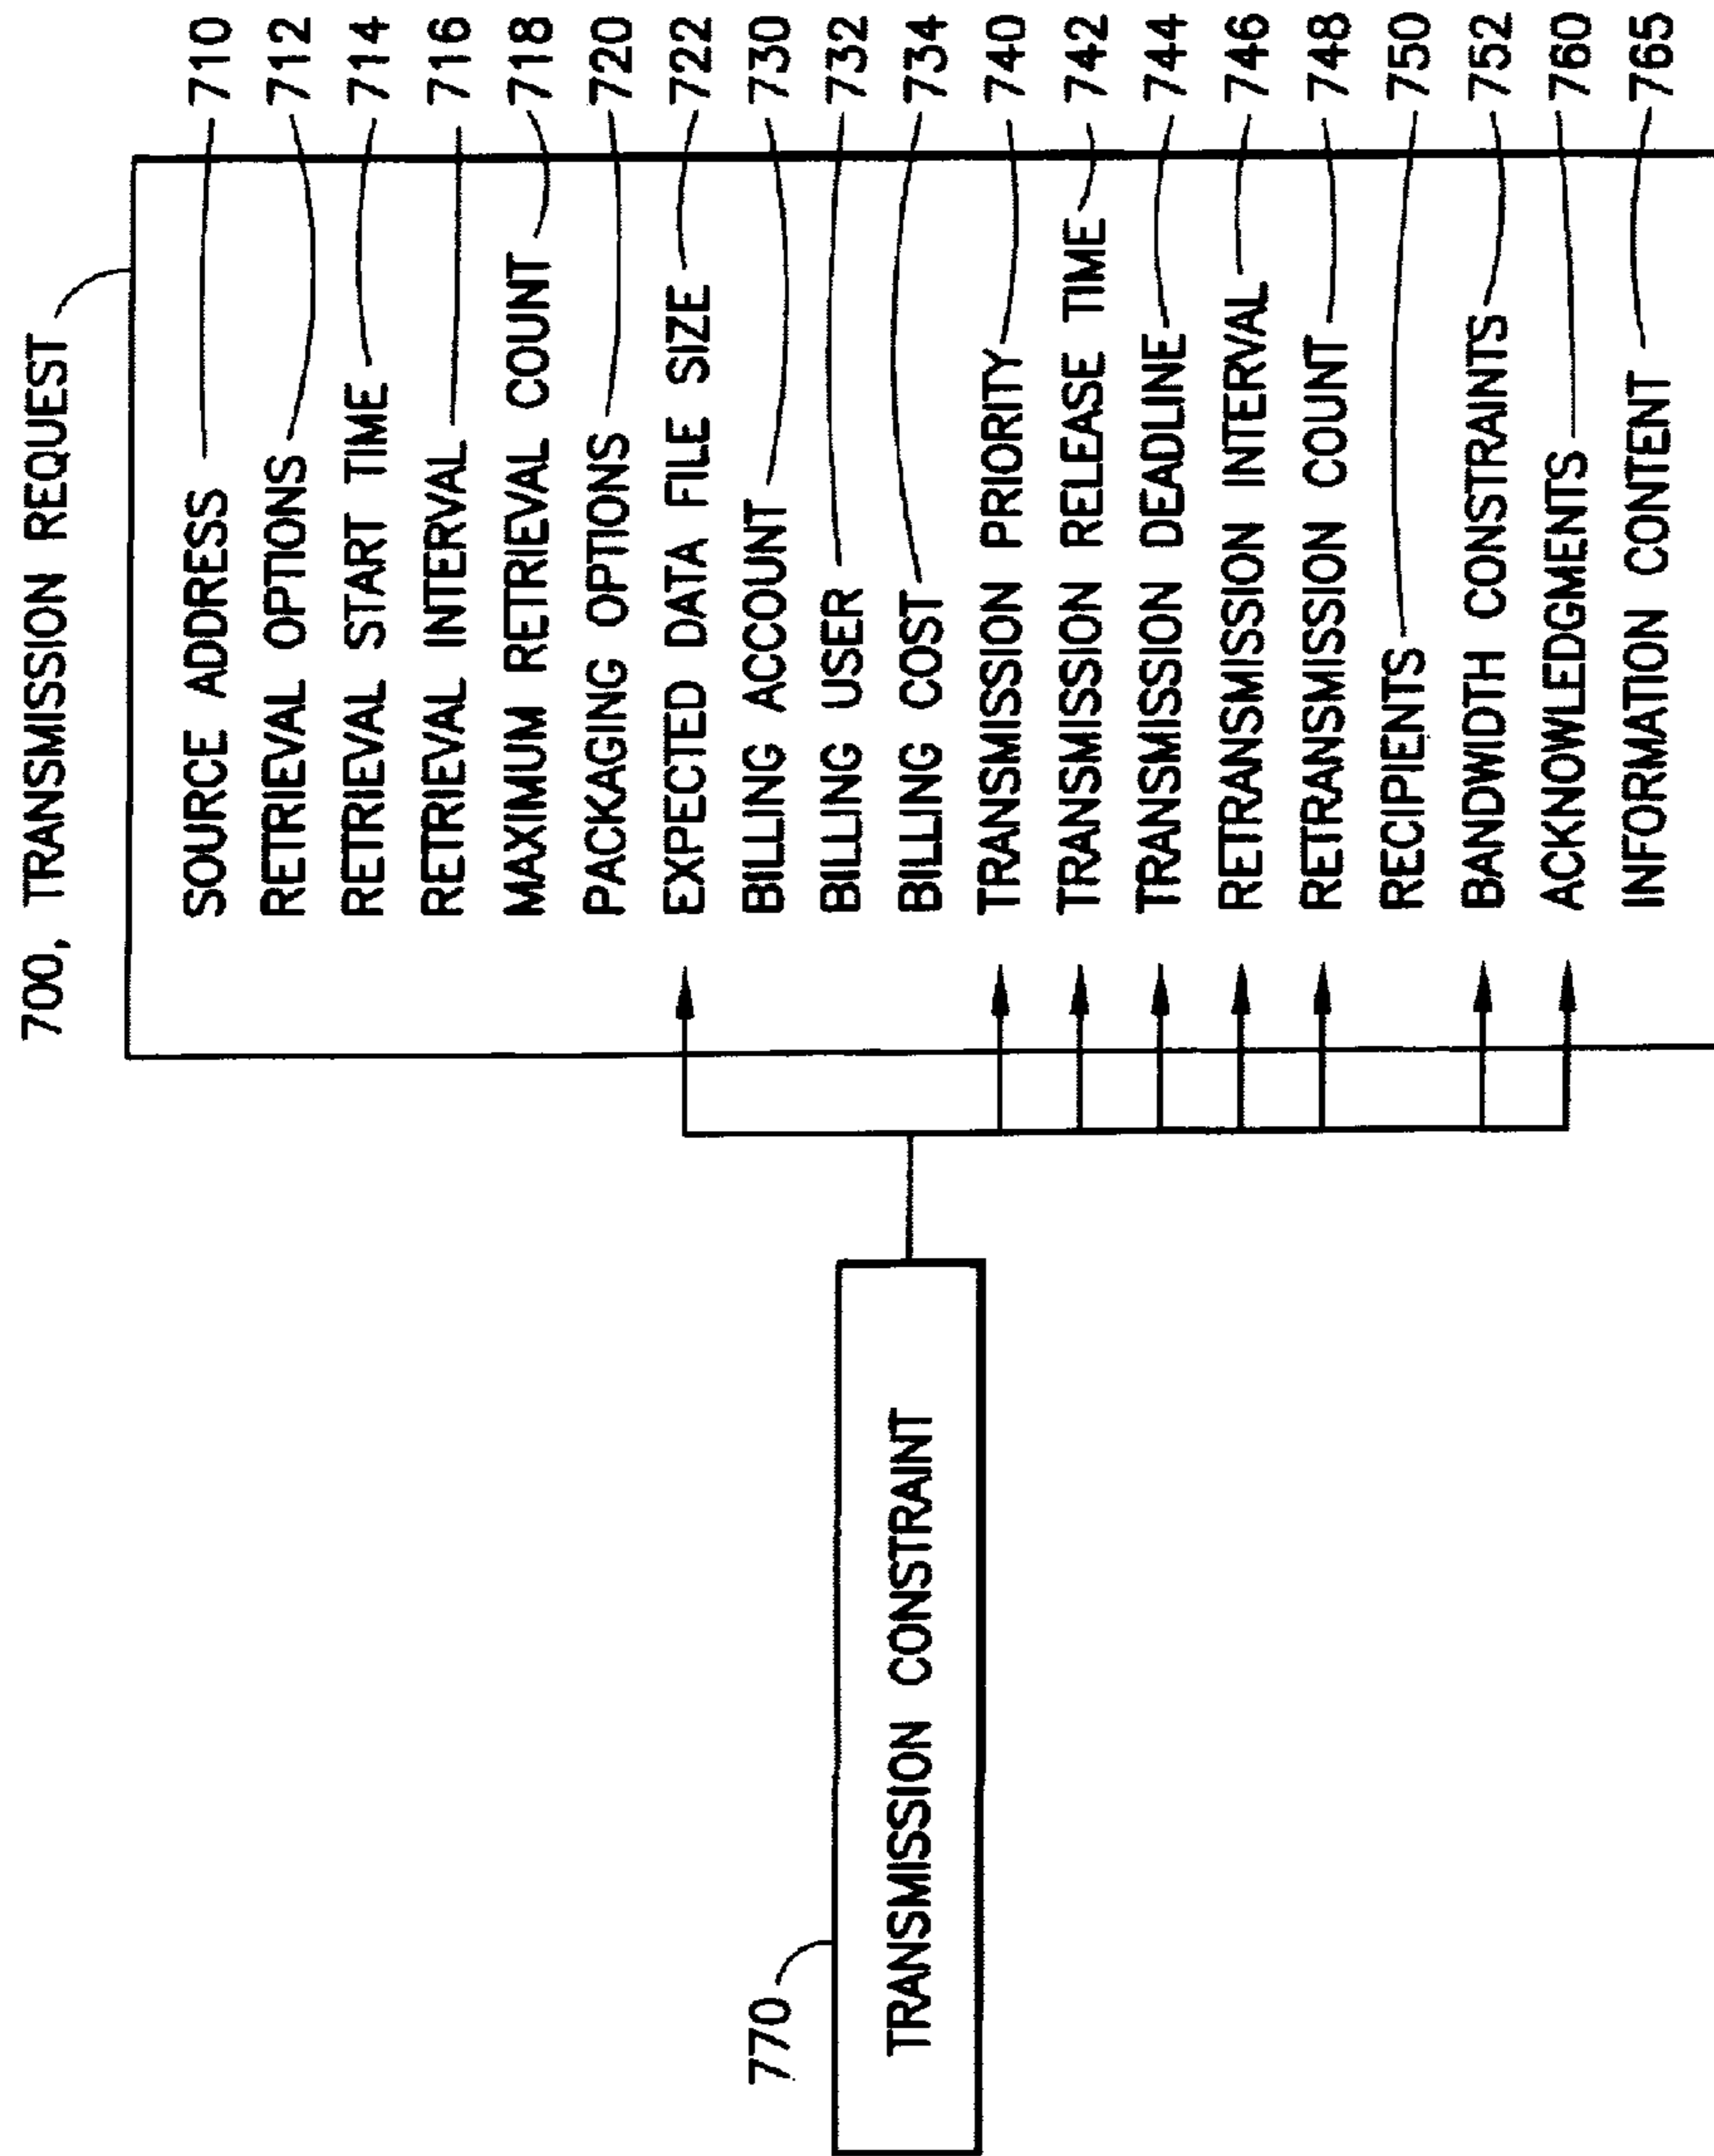 700, TRANSMISSION REQUEST
SOURCE ADDRESS 710
RETRIEVAL OPTIONS 712
RETRIEVAL START TIME 714
RETRIEVAL INTERVAL 716
MAXIMUM RETRIEVAL COUNT 718
PACKAGING OPTIONS 720
EXPECTED DATA FILE SIZE 722
BILLING ACCOUNT 730
BILLING USER 732
BILLING COST 734
TRANSMISSION PRIORITY 740
TRANSMISSION RELEASE TIME 742
TRANSMISSION DEADLINE 744
RETRANSMISSION INTERVAL 746
RETRANSMISSION COUNT 748
RECIPIENTS 750
BANDWIDTH CONSTRAINTS 752
ACKNOWLEDGMENTS 760
INFORMATION CONTENT 765
770
TRANSMISSION CONSTRAINT